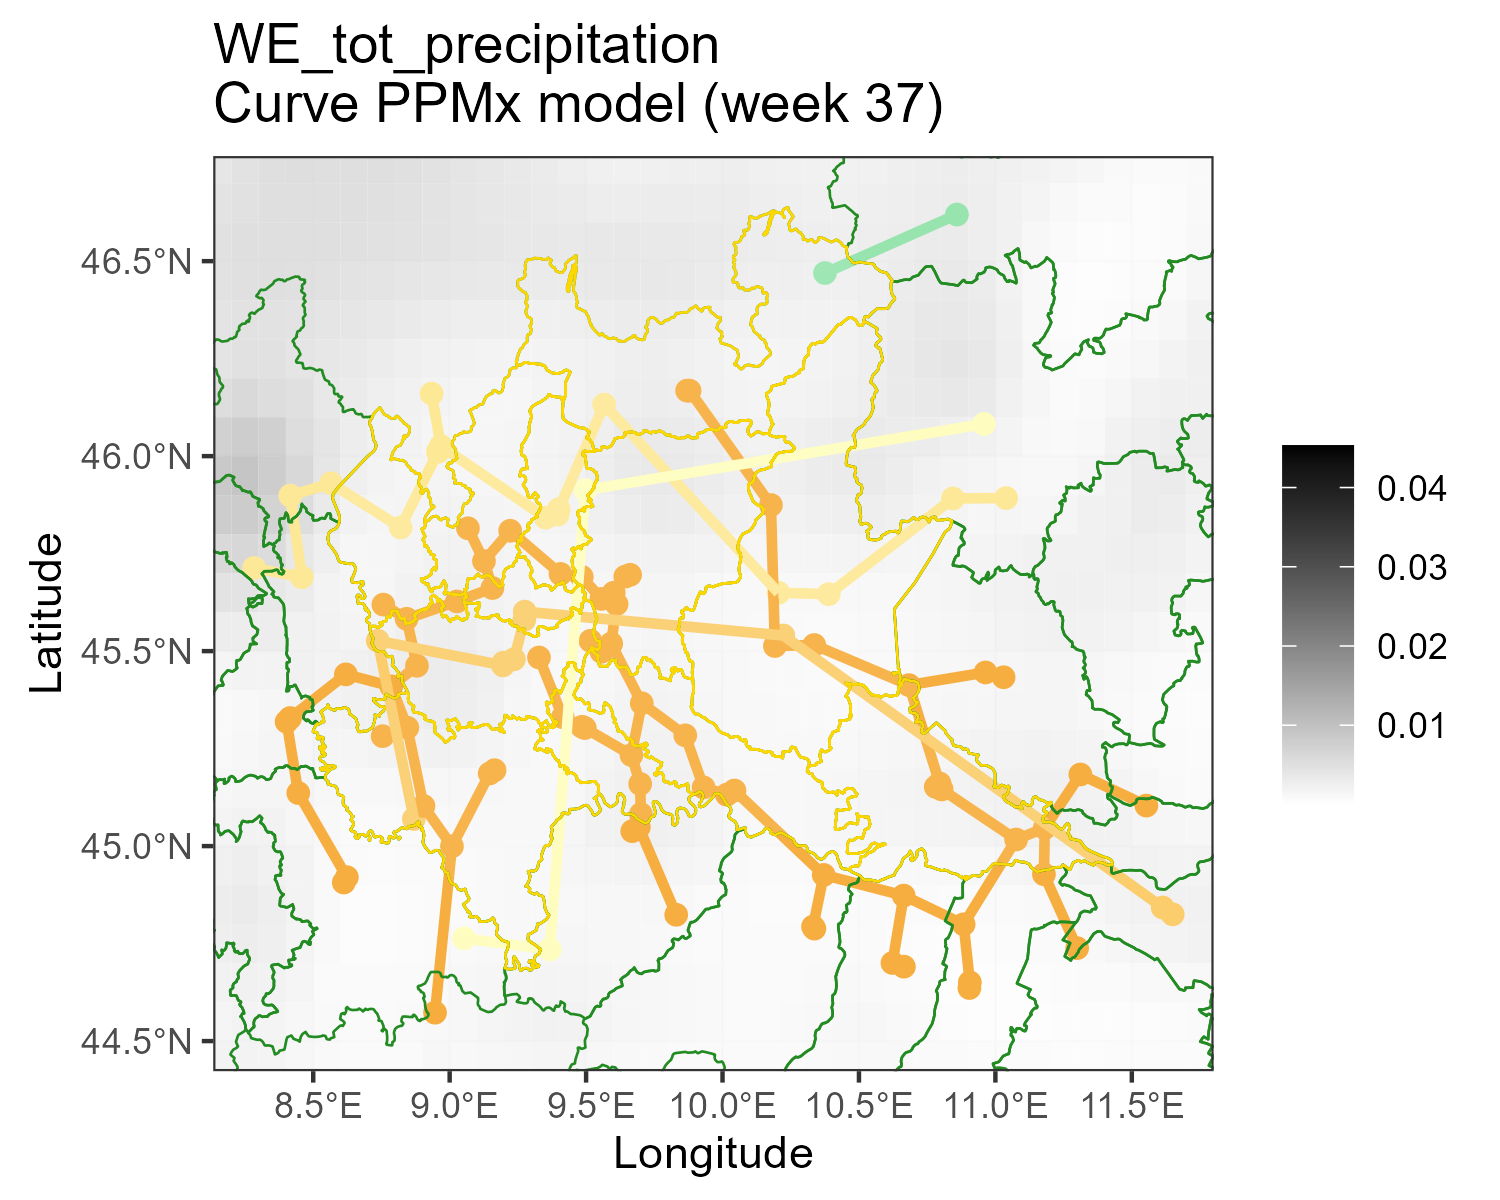 WE_tot_precipitation
Curve PPMx model (week 37)
46.5°N
46.0°N
45.5°N
45.0°N
44.5°N
Latitude
8.5°E 9.0°E 9.5°E 10.0°E 10.5°E 11.0°E 11.5°E
Longitude
0.04
0.03
0.02
0.01